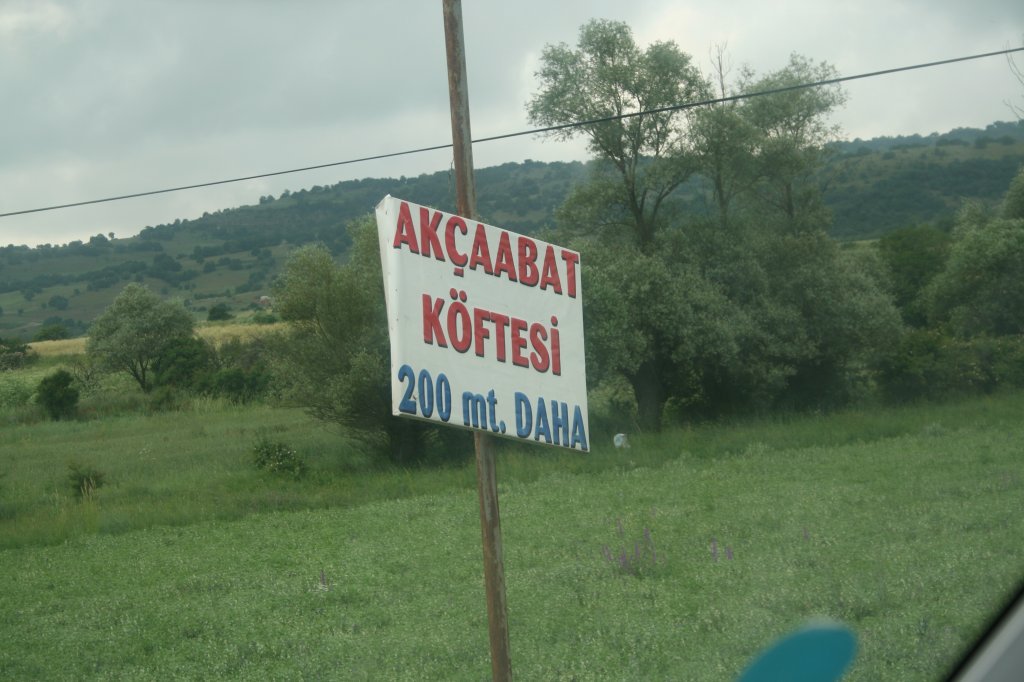 AKÇAABAT
KÖFTESİ
200 mt. DAHA